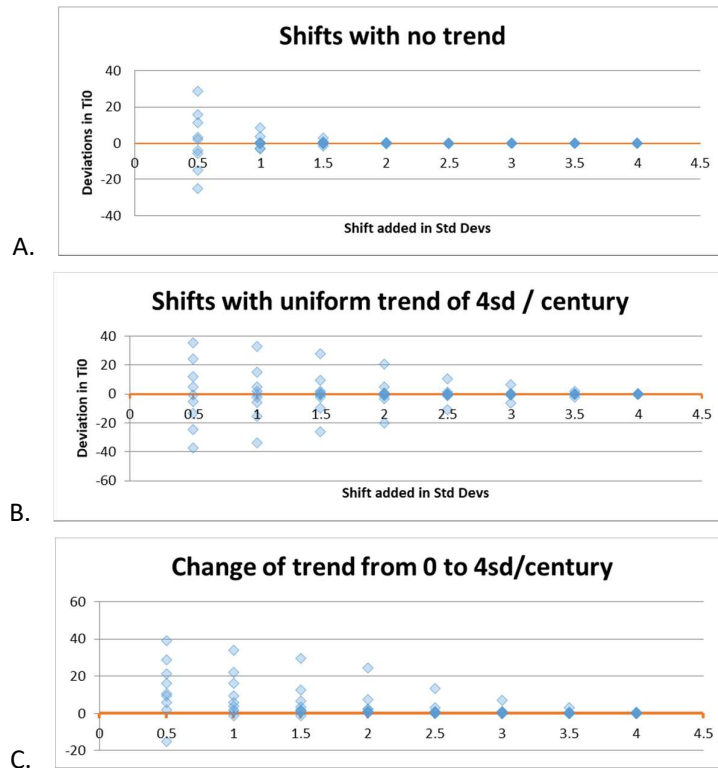 Shifts with no trend
40
20
0
0 0.5 1 1.5 2 2.5 3 3.5 4 4.5
-20
-40
Deviations in Ti0
Shift added in Std Devs
A.
Shifts with uniform trend of 4sd / century
40
20
0
0 0.5 1 1.5 2 2.5 3 3.5 4 4.5
-20
-40
-60
Deviation in Ti0
Shift added in Std Devs
B.
Change of trend from 0 to 4sd/century
60
40
20
0
0 0.5 1 1.5 2 2.5 3 3.5 4 4.5
-20
C.